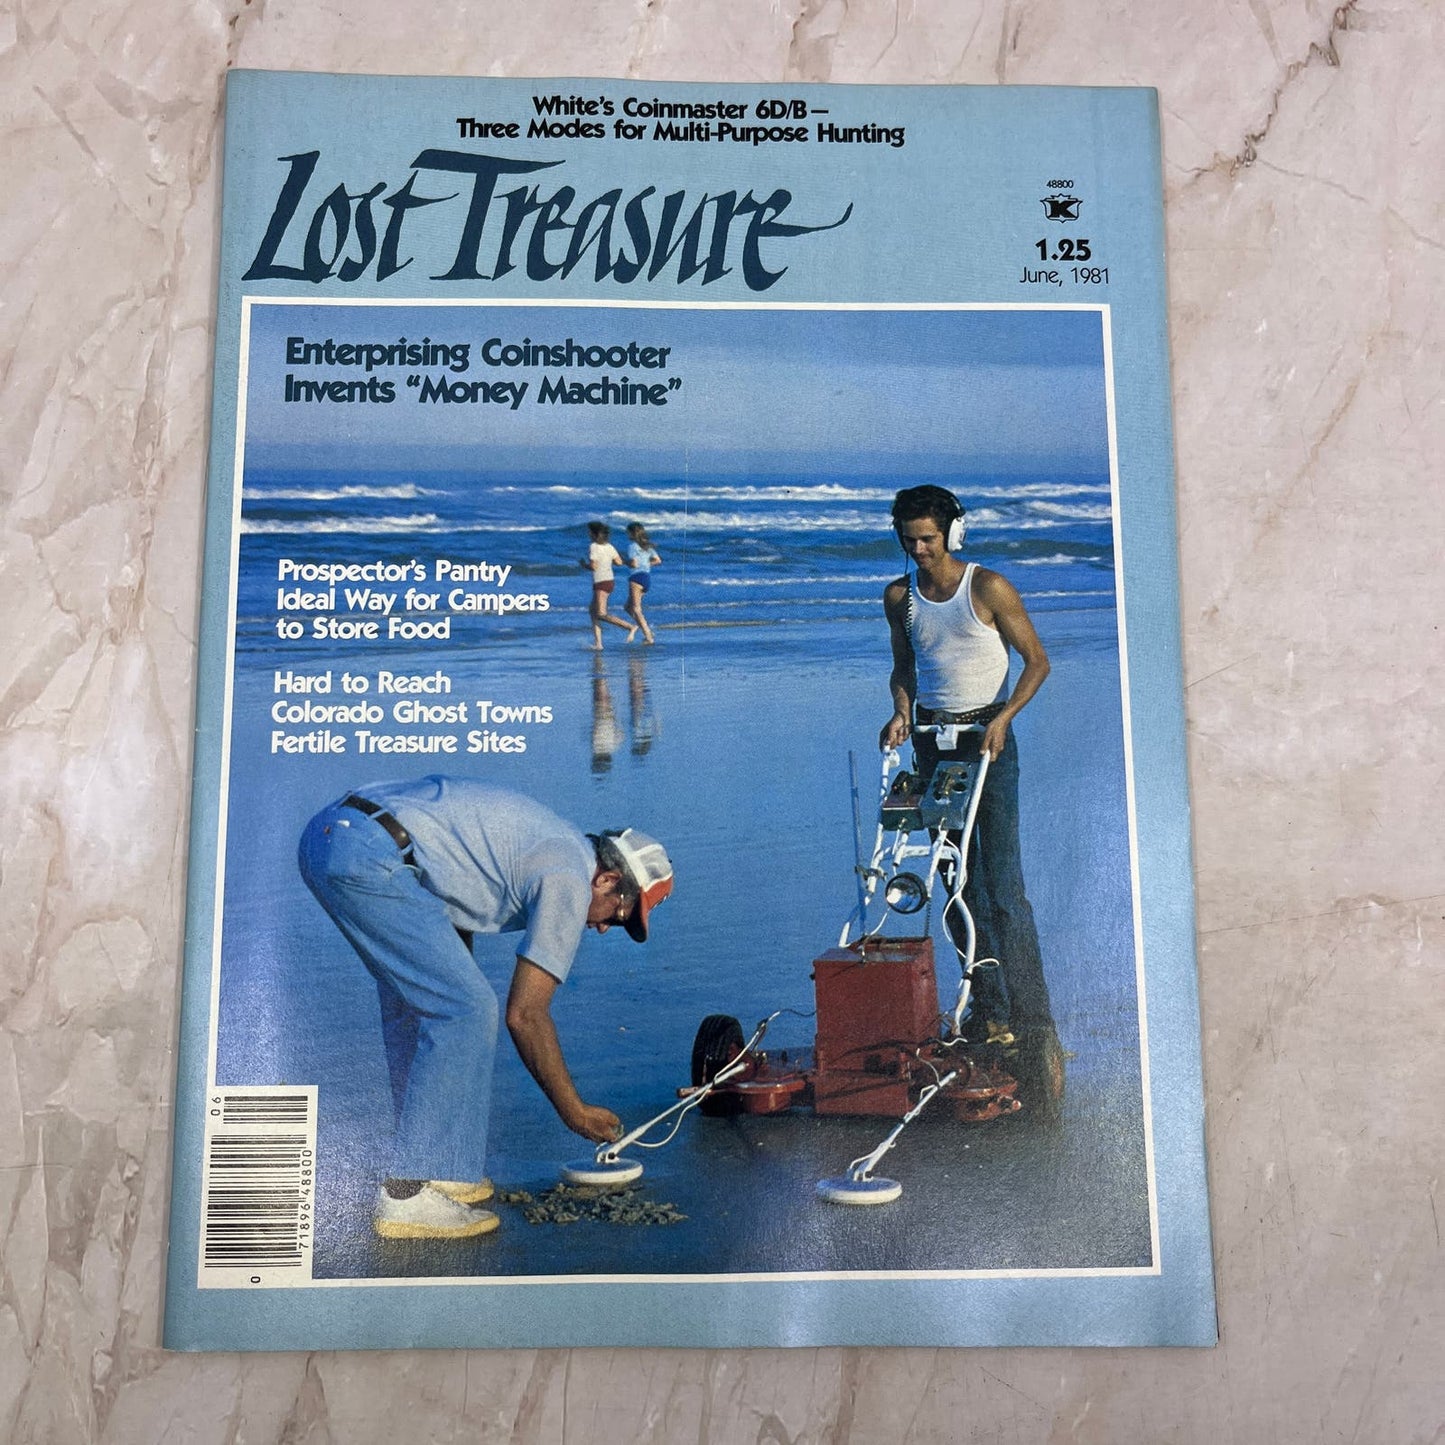 White's Coinmaster 6D/B—
Three Modes for Multi-Purpose Hunting
Lost Treasure
48800
K
1.25
June, 1981
Enterprising Coinshooter
Invents “Money Machine”
Prospector's Pantry
Ideal Way for Campers
to Store Food
Hard to Reach
Colorado Ghost Towns
Fertile Treasure Sites
06
0
71896 48800